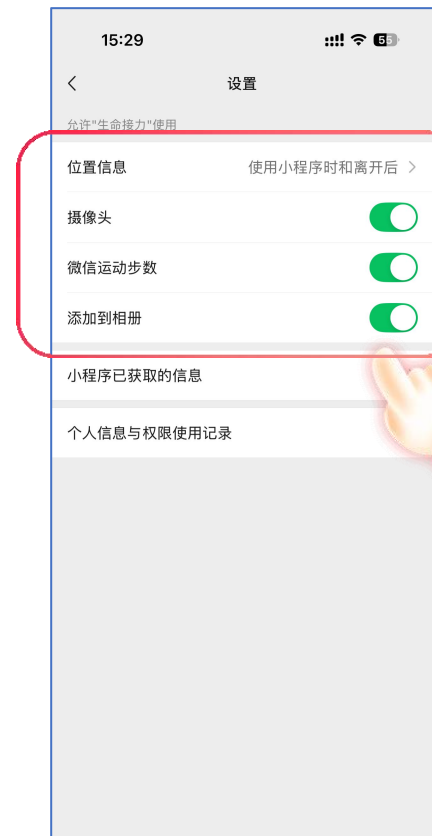 15:29
55
设置
允许"生命接力"使用
位置信息
使用小程序时和离开后
摄像头
微信运动步数
添加到相册
小程序已获取的信息
个人信息与权限使用记录